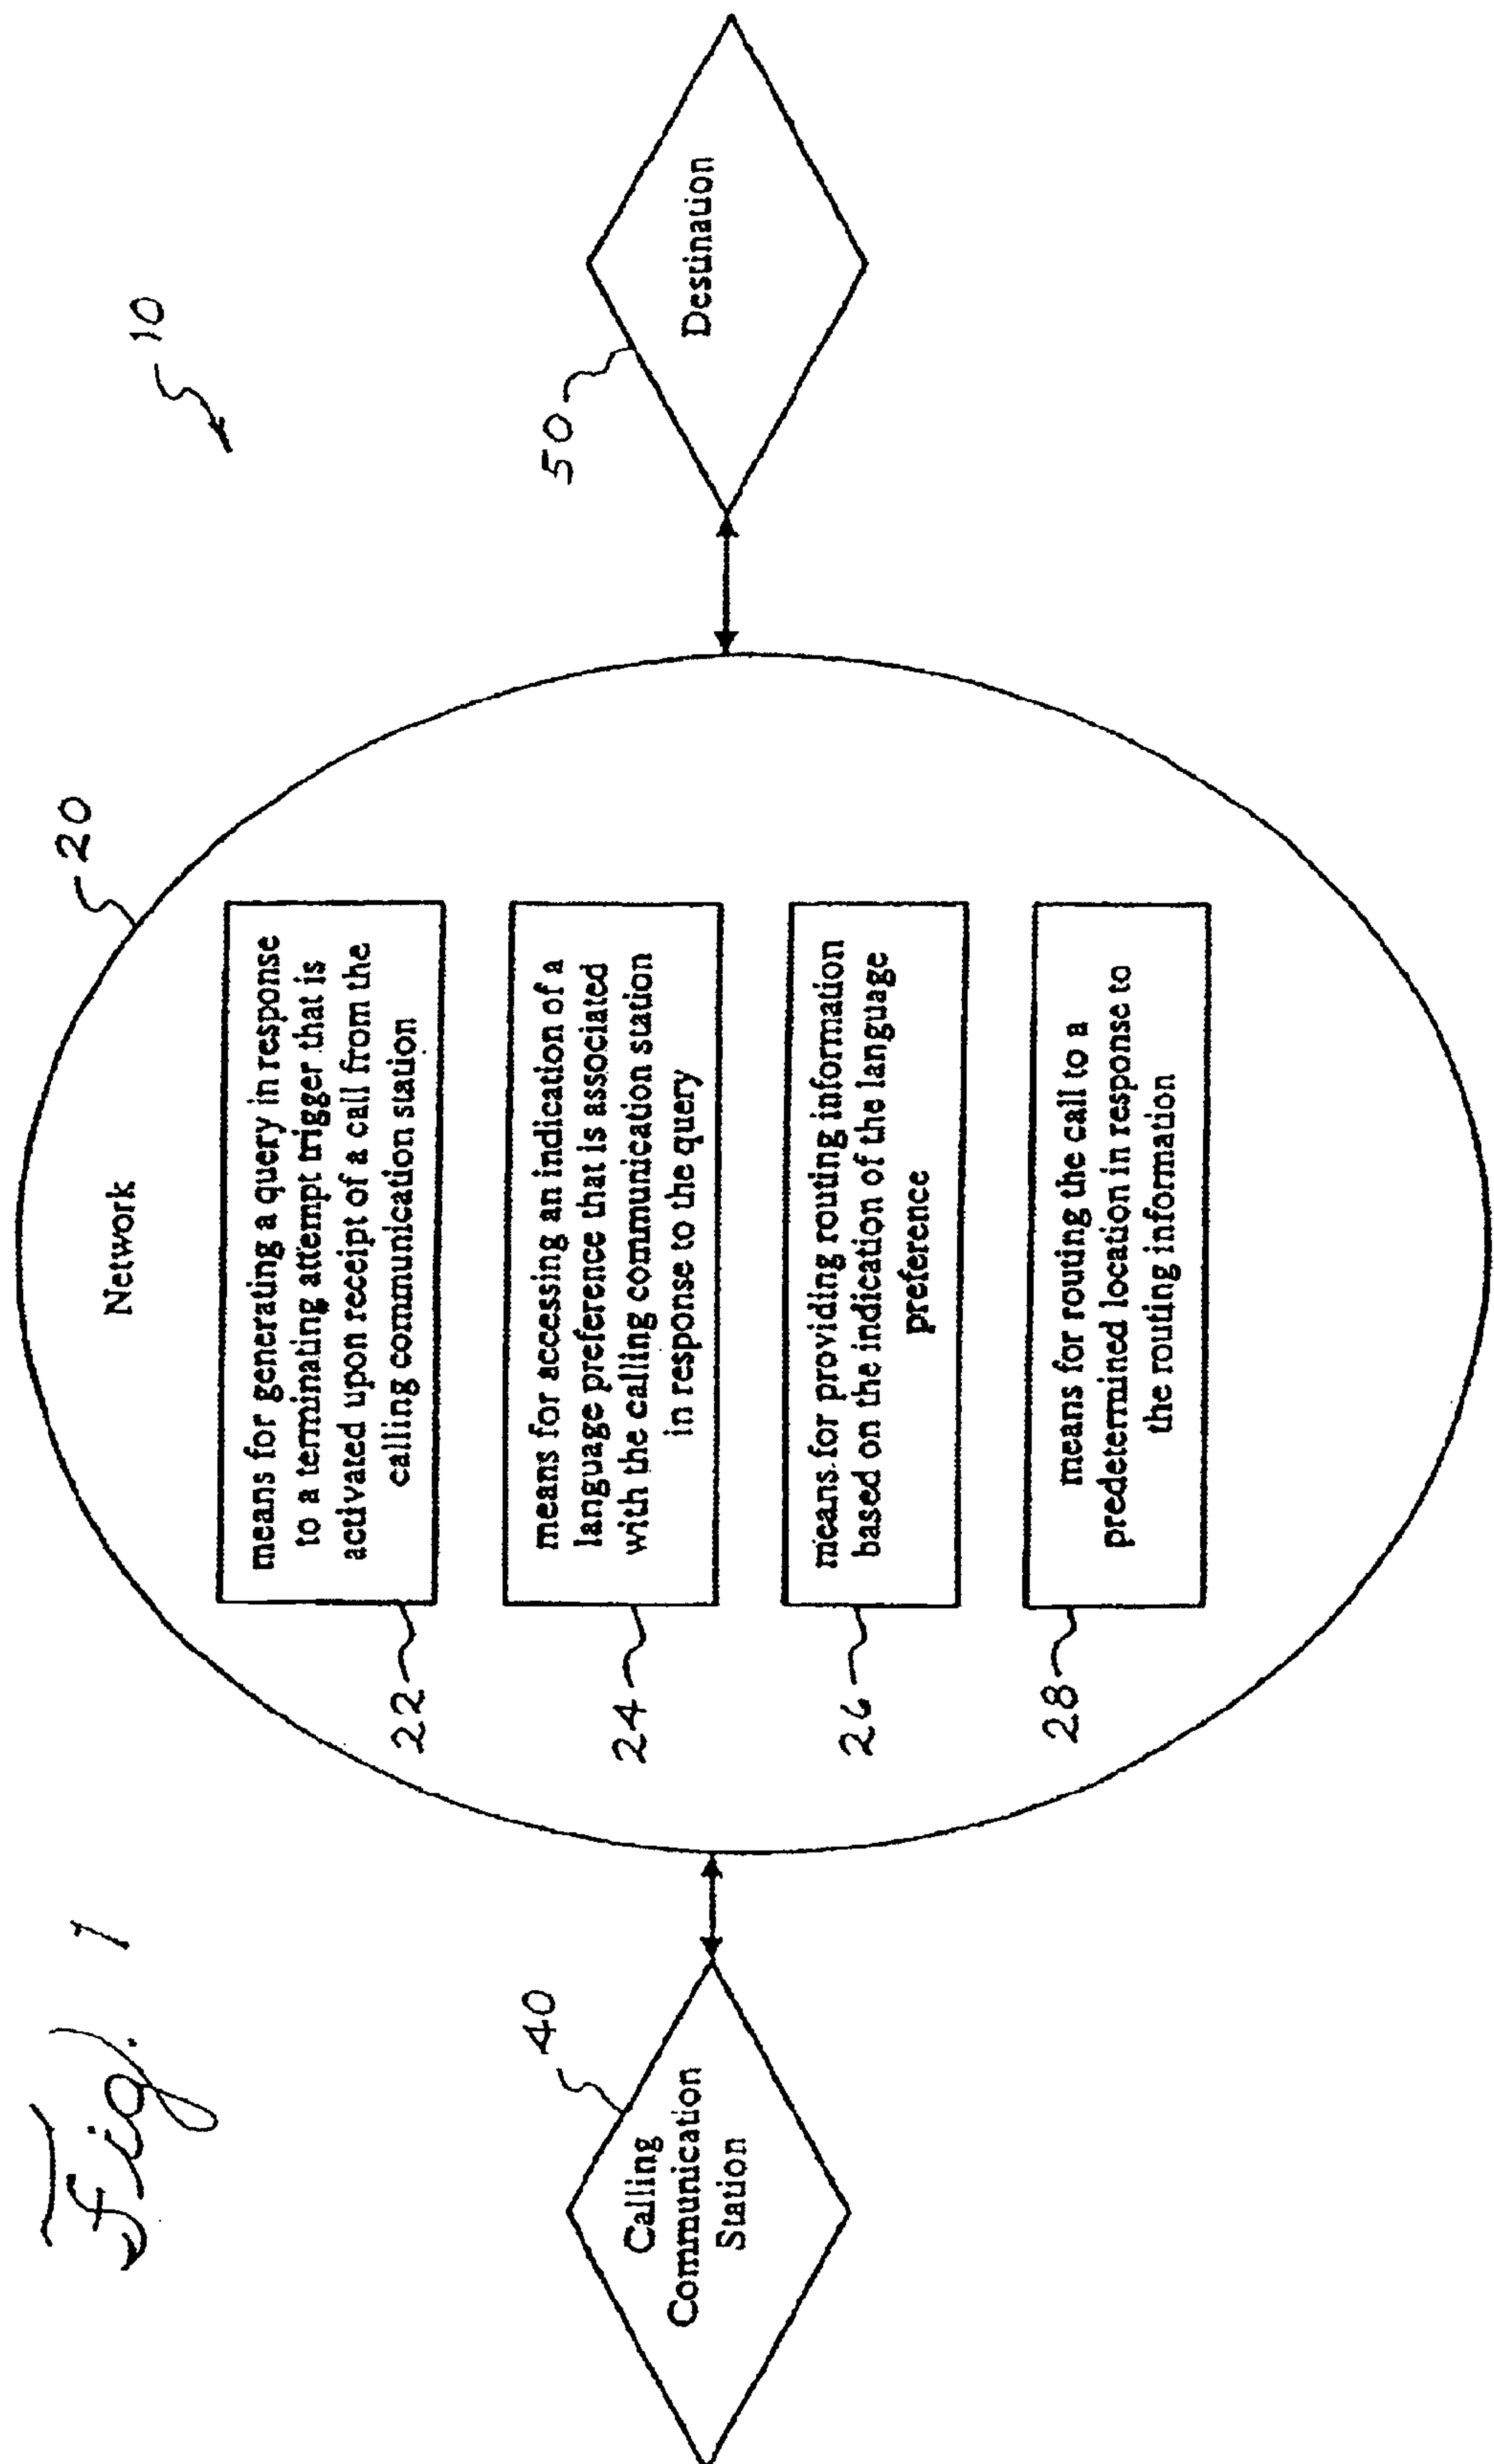 Fig. 1
10
20
Network
22
means for generating a query in response
to a terminating attempt trigger that is
activated upon receipt of a call from the
calling communication station
24
means for accessing an indication of a
language preference that is associated
with the calling communication station
in response to the query
26
means for providing routing information
based on the indication of the language
preference
28
means for routing the call to a
predetermined location in response to
the routing information
40
Calling
Communication
Station
50
Destination